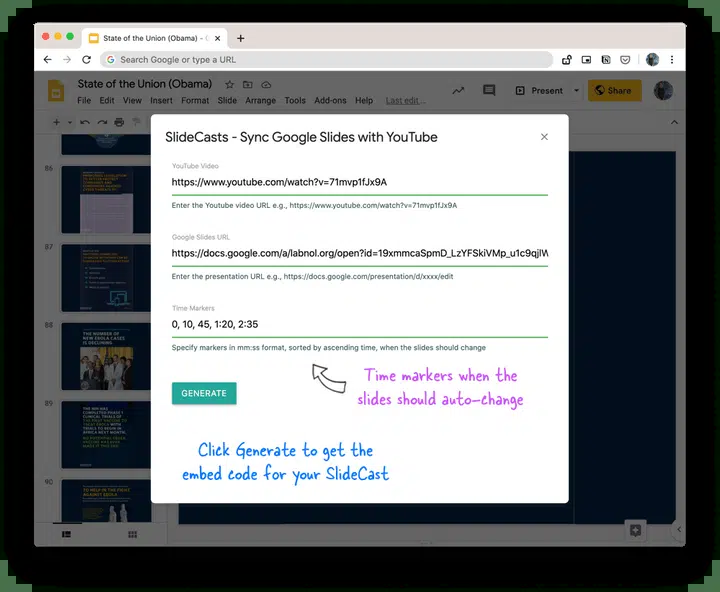 State of the Union (Obama) - G
Search Google or type a URL
State of the Union (Obama)
File Edit View Insert Format Slide Arrange Tools Add-ons Help Last edit...
Present
Share
SlideCasts - Sync Google Slides with YouTube
YouTube Video
https://www.youtube.com/watch?v=71mvp1fJx9A
Enter the Youtube video URL e.g., https://www.youtube.com/watch?v=71mvp1fJx9A
Google Slides URL
https://docs.google.com/a/labnol.org/open?id=19xmmcaSpmD_LzYFSkiVMp_u1c9qjlW
Enter the presentation URL e.g., https://docs.google.com/presentation/d/xxxx/edit
Time Markers
0, 10, 45, 1:20, 2:35
Specify markers in mm:ss format, sorted by ascending time, when the slides should change
GENERATE
Time markers when the
slides should auto-change
Click Generate to get the
embed code for your SlideCast
86
87
88
THE NUMBER OF
NEW EBOLA CASES
IS DECLINING
89
90
TO HELP IN THE FIGHT
AGAINST EBOLA